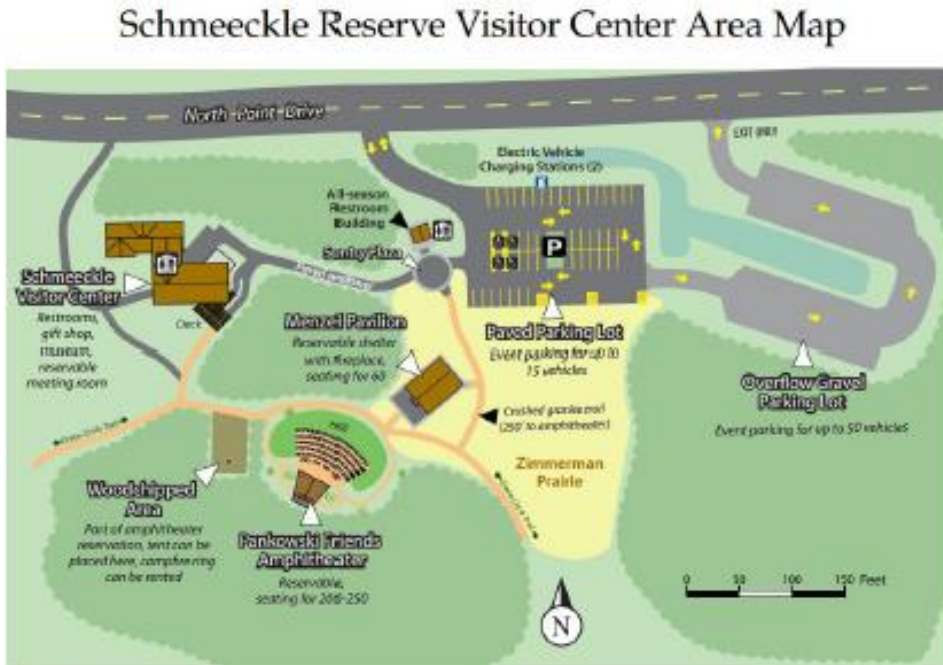 Schmeeckle Reserve Visitor Center Area Map
North Point Drive
EXIT ONLY
Electric Vehicle
Charging Stations (2)
All-season
Restroom
Building
Sentry Plaza
P
Schmeeckle
Visitor Center
Restrooms,
gift shop,
museum,
reservable
meeting room
Deck
Menzel Pavilion
Reservable shelter
with fireplace,
seating for 60
Paved Parking Lot
Event parking for up to
15 vehicles
Overflow Gravel
Parking Lot
Event parking for up to 50 vehicles
Crushed granite trail
(250' to amphitheater)
Zimmerman
Prairie
Woodshipped
Area
Part of amphitheater
reservation, tent can be
placed here, campfire ring
can be rented
Pankowski Friends
Amphitheater
Reservable,
seating for 200-250
0 50 100 150 Feet
N